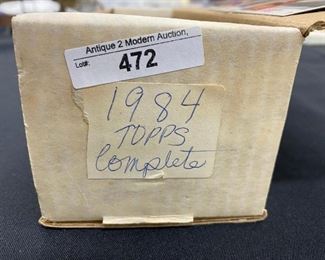 Antique 2 Modern Auction,
Lot#: 472
1984
TOPPS
Complete